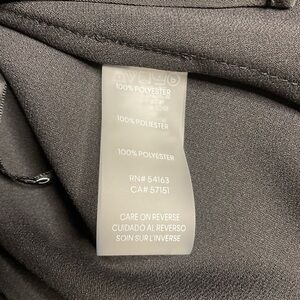 100% POLYESTER
100% POLIESTER
100% POLYESTER
RN# 54163
CA# 57151
CARE ON REVERSE
CUIDADO AL REVERSO
SOIN SUR L'INVERSE